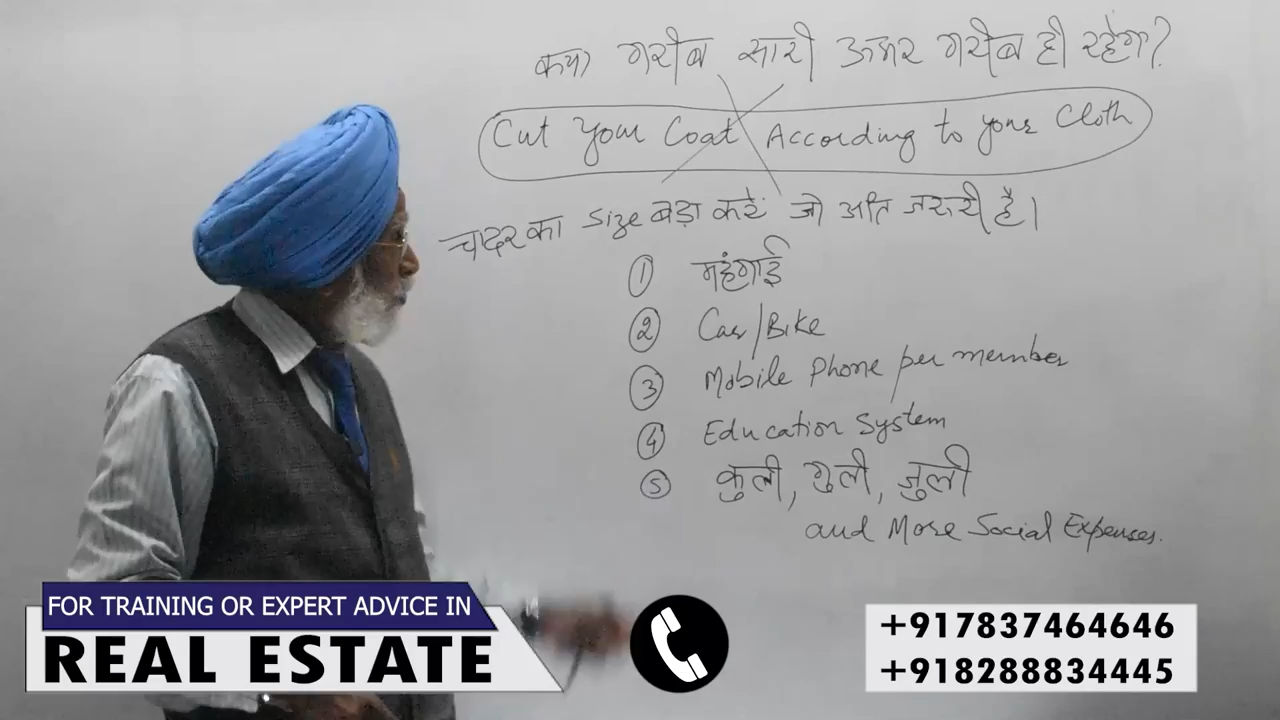 क्या गरीब सारी ऊमर गरीब ही रहेगा?
Cut Your Coat According to your Cloth
चादर का Size बड़ा करें जो अति जरूरी है।
① महंगाई
② Car/Bike
③ Mobile Phone per member
④ Education System
⑤ कुली, गुली, जुली
and More Social Expenses.
FOR TRAINING OR EXPERT ADVICE IN
REAL ESTATE
+917837464646
+918288834445